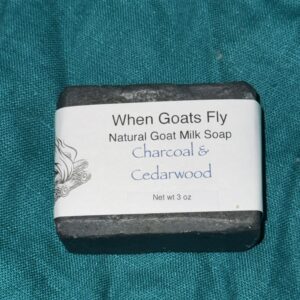 When Goats Fly
Natural Goat Milk Soap
Charcoal &
Cedarwood
Net wt 3 oz